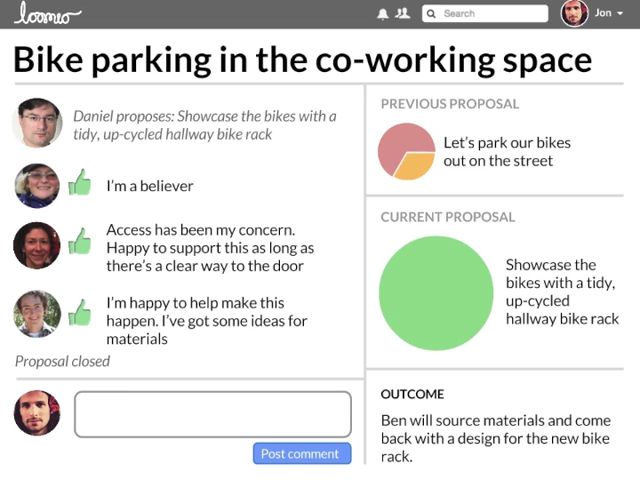 loomio
Search
Jon
Bike parking in the co-working space
Daniel proposes: Showcase the bikes with a
tidy, up-cycled hallway bike rack
I'm a believer
Access has been my concern.
Happy to support this as long as
there's a clear way to the door
I'm happy to help make this
happen. I've got some ideas for
materials
Proposal closed
Post comment
PREVIOUS PROPOSAL
Let's park our bikes
out on the street
CURRENT PROPOSAL
Showcase the
bikes with a tidy,
up-cycled
hallway bike rack
OUTCOME
Ben will source materials and come
back with a design for the new bike
rack.